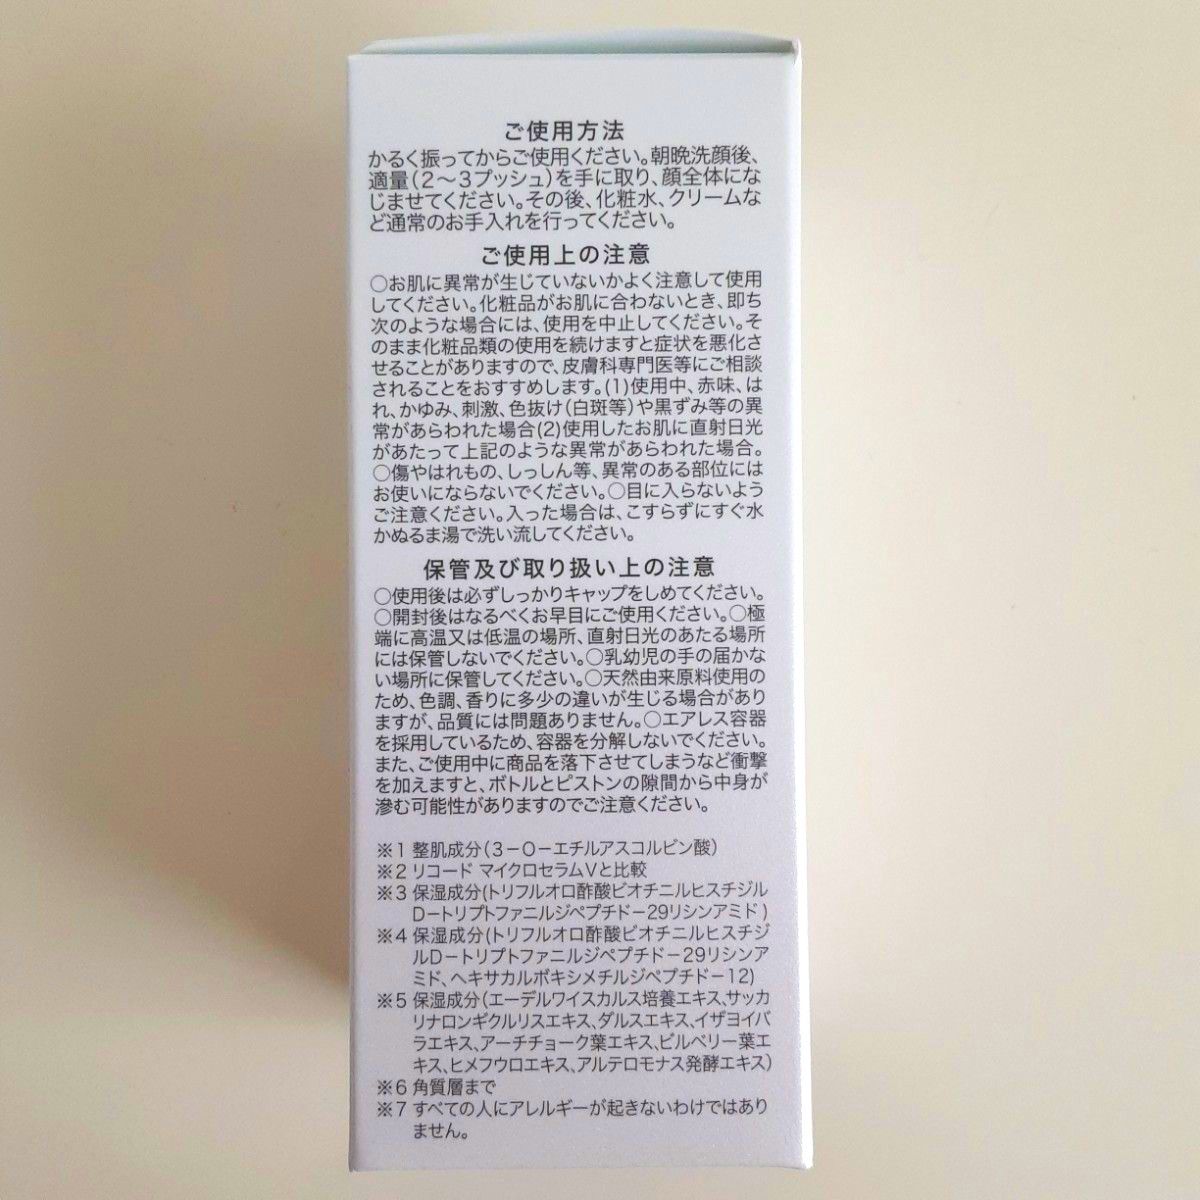 ご使用方法
かるく振ってからご使用ください。朝晩洗顔後、
適量(2〜3プッシュ)を手に取り、顔全体にな
じませてください。その後、化粧水、クリームな
ど通常のお手入れを行ってください。
ご使用上の注意
○お肌に異常が生じていないかよく注意して使用
してください。化粧品がお肌に合わないとき、即ち
次のような場合には、使用を中止してください。そ
のまま化粧品類の使用を続けますと症状を悪化さ
せることがありますので、皮膚科専門医等にご相談
されることをおすすめします。(1)使用中、赤味、は
れ、かゆみ、刺激、色抜け(白斑等)や黒ずみ等の異
常があらわれた場合(2)使用したお肌に直射日光
があたって上記のような異常があらわれた場合。
○傷やはれもの、しっしん等、異常のある部位には
お使いにならないでください。○目に入らないよう
ご注意ください。入った場合は、こすらずにすぐ水
かぬるま湯で洗い流してください。
保管及び取り扱い上の注意
○使用後は必ずしっかりキャップをしめてください。
○開封後はなるべくお早目にご使用ください。○極
端に高温又は低温の場所、直射日光のあたる場所
には保管しないでください。○乳幼児の手の届かな
い場所に保管してください。○天然由来原料使用の
ため、色調、香りに多少の違いが生じる場合があり
ますが、品質には問題ありません。○エアレス容器
を採用しているため、容器を分解しないでください。
また、ご使用中に商品を落下させてしまうなど衝撃
を加えますと、ボトルとピストンの隙間から中身が
滲む可能性がありますのでご注意ください。
※1 整肌成分(3-O-エチルアスコルビン酸)
※2 リコード マイクロセラムVと比較
※3 保湿成分(トリフルオロ酢酸ビオチニルヒスチジル
D-トリプトファニルジペプチド-29リシンアミド)
※4 保湿成分(トリフルオロ酢酸ビオチニルヒスチジ
ルD-トリプトファニルジペプチド-29リシンア
ミド、ヘキサカルボキシメチルジペプチド-12)
※5 保湿成分(エーデルワイスカルス培養エキス、サッカ
リナロンギクルリスエキス、ダルスエキス、イザヨイバ
ラエキス、アーチチョーク葉エキス、ビルベリー葉エ
キス、ヒメフウロエキス、アルテロモナス発酵エキス)
※6 角質層まで
※7 すべての人にアレルギーが起きないわけではあり
ません。